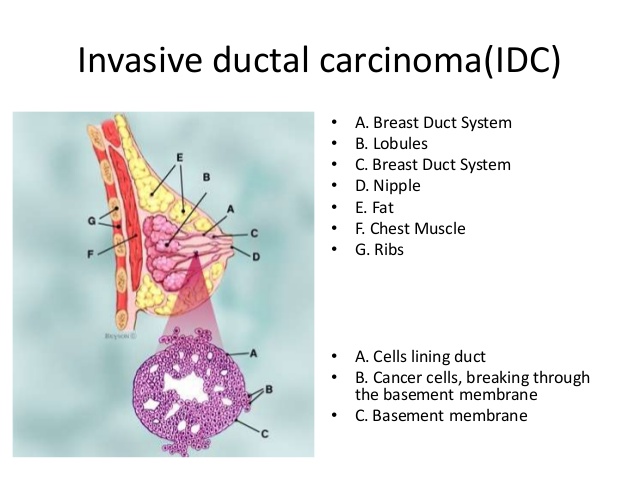 Invasive ductal carcinoma(IDC)
• A. Breast Duct System
• B. Lobules
• C. Breast Duct System
• D. Nipple
• E. Fat
• F. Chest Muscle
• G. Ribs
E
B
A
C
D
G
F
• A. Cells lining duct
• B. Cancer cells, breaking through
the basement membrane
• C. Basement membrane
A
B
C